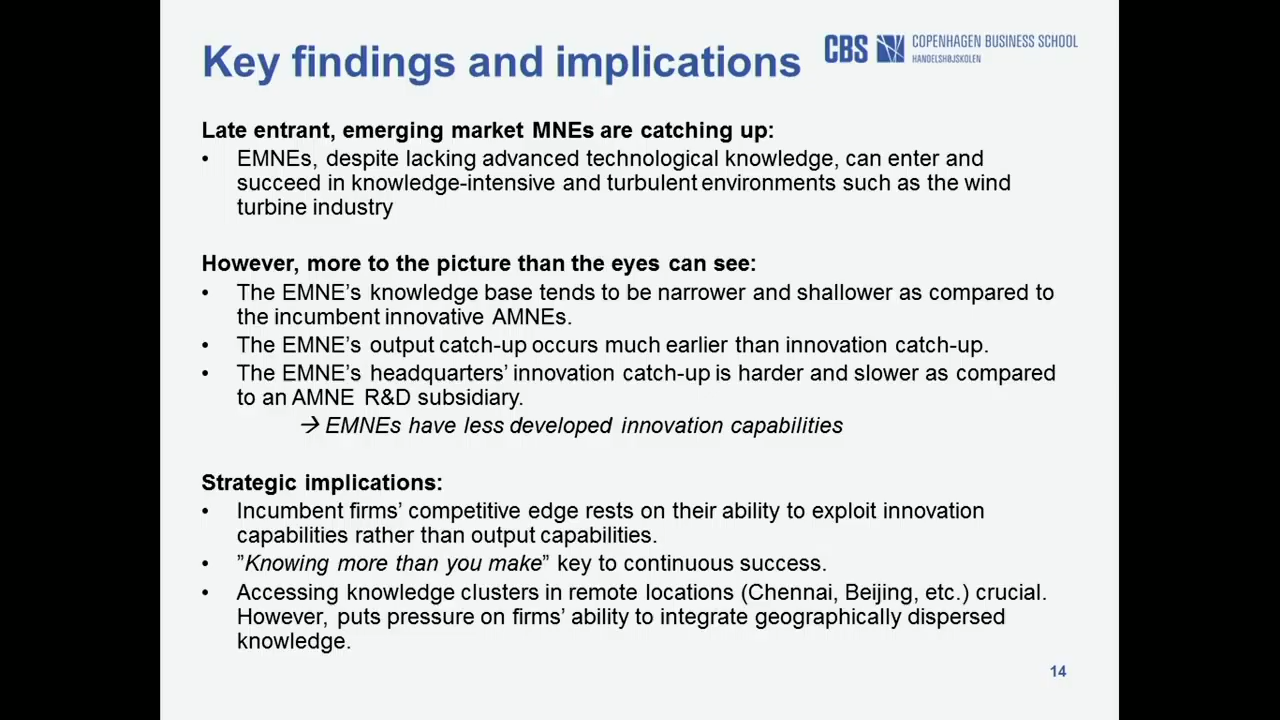 Key findings and implications
CBS COPENHAGEN BUSINESS SCHOOL
HANDELSHØJSKOLEN
Late entrant, emerging market MNEs are catching up:
• EMNEs, despite lacking advanced technological knowledge, can enter and
succeed in knowledge-intensive and turbulent environments such as the wind
turbine industry
However, more to the picture than the eyes can see:
• The EMNE’s knowledge base tends to be narrower and shallower as compared to
the incumbent innovative AMNEs.
• The EMNE’s output catch-up occurs much earlier than innovation catch-up.
• The EMNE’s headquarters’ innovation catch-up is harder and slower as compared
to an AMNE R&D subsidiary.
→ EMNEs have less developed innovation capabilities
Strategic implications:
• Incumbent firms’ competitive edge rests on their ability to exploit innovation
capabilities rather than output capabilities.
• ”Knowing more than you make” key to continuous success.
• Accessing knowledge clusters in remote locations (Chennai, Beijing, etc.) crucial.
However, puts pressure on firms’ ability to integrate geographically dispersed
knowledge.
14